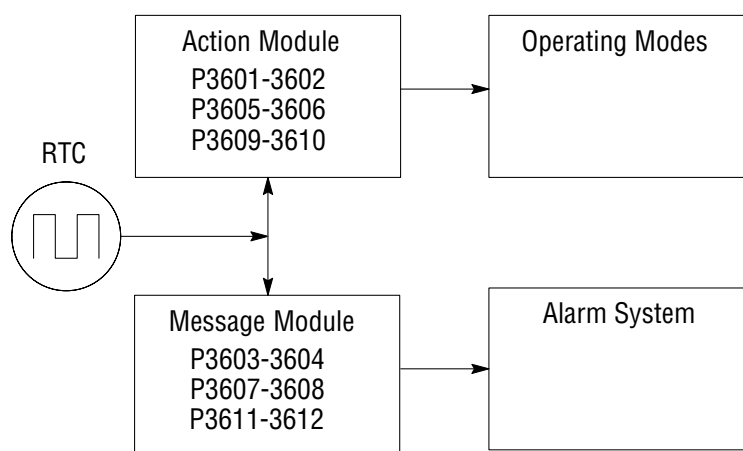 Action Module
P3601-3602
P3605-3606
P3609-3610
Operating Modes
RTC
Message Module
P3603-3604
P3607-3608
P3611-3612
Alarm System